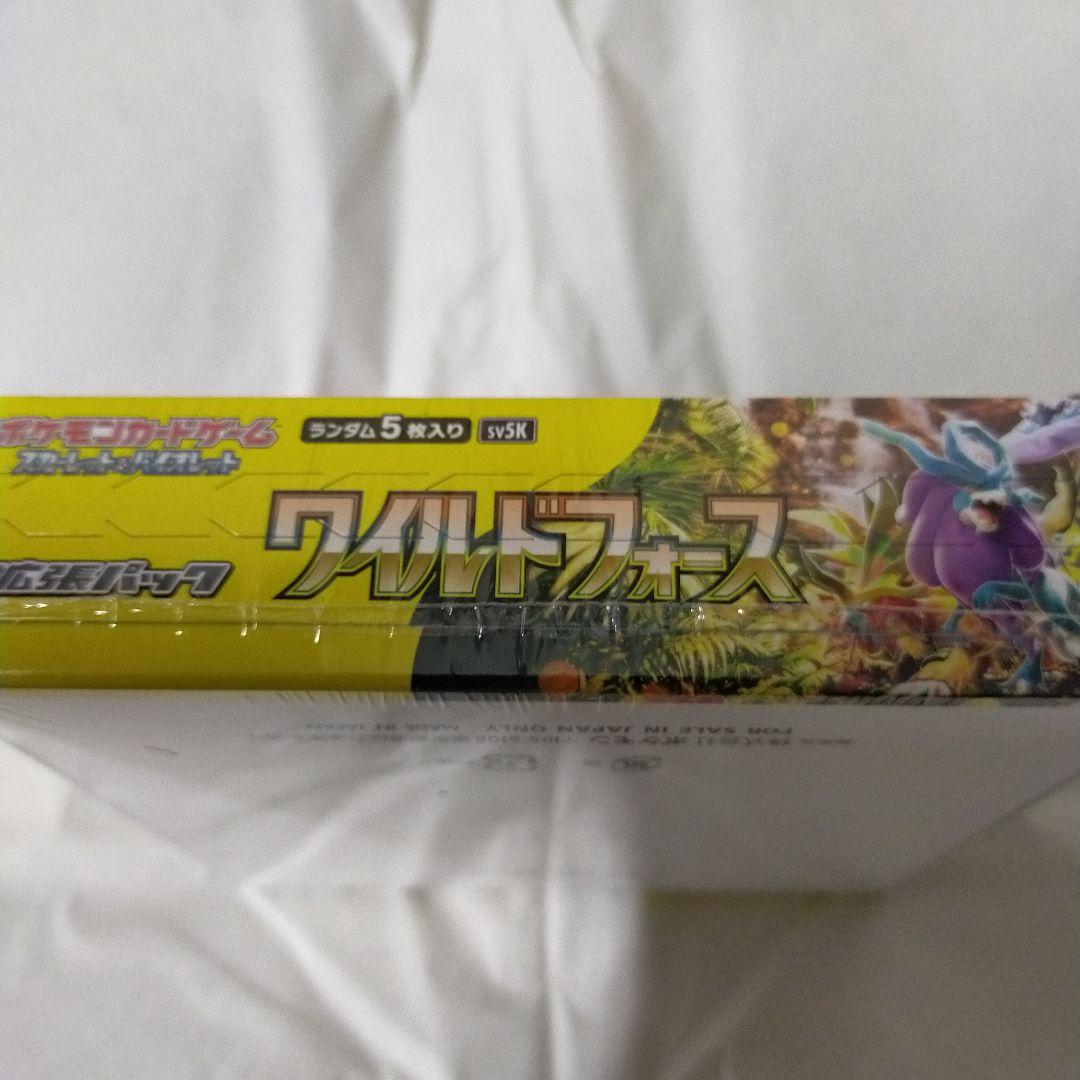 ポケモンカードゲーム
スカーレット&バイオレット
ランダム5枚入り sv5K
拡張パック
ワイルドフォース
FOR SALE IN JAPAN ONLY MADE IN JAPAN